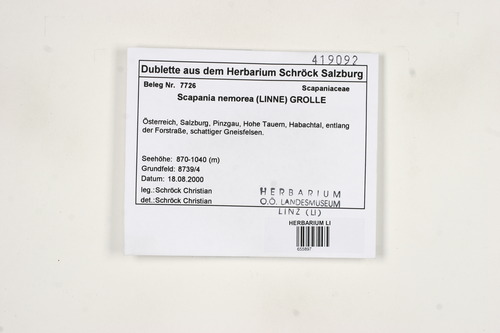 419092
Dublette aus dem Herbarium Schröck Salzburg
Beleg Nr. 7726 Scapaniaceae
Scapania nemorea (LINNE) GROLLE
Österreich, Salzburg, Pinzgau, Hohe Tauern, Habachtal, entlang
der Forstraße, schattiger Gneisfelsen.
Seehöhe: 870-1040 (m)
Grundfeld: 8739/4
Datum: 18.08.2000
leg.:Schröck Christian
det.:Schröck Christian
HERBARIUM
O.Ö. LANDESMUSEUM
LINZ (LI)
HERBARIUM LI
655897